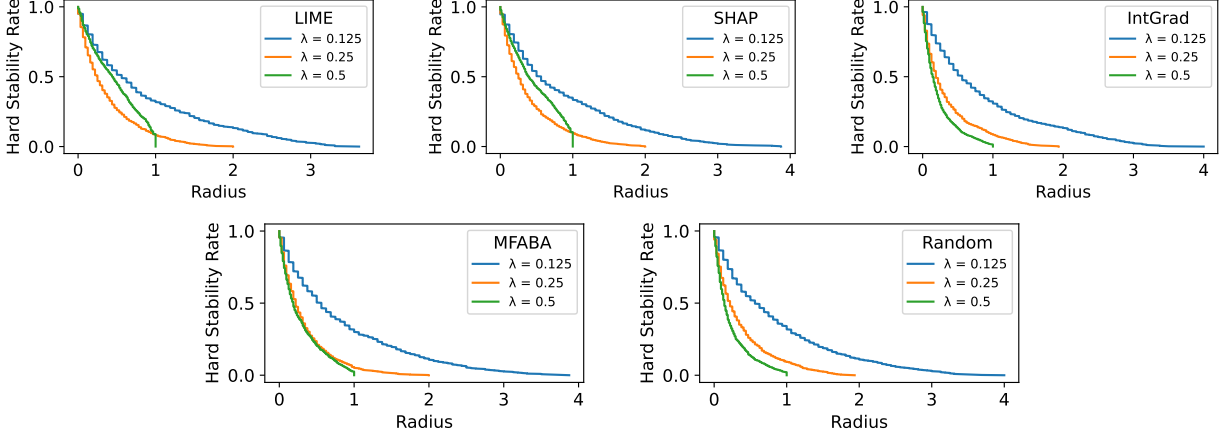 Hard Stability Rate
1.0
0.5
0.0
0 1 2 3
Radius
LIME
λ = 0.125
λ = 0.25
λ = 0.5
Hard Stability Rate
1.0
0.5
0.0
0 1 2 3 4
Radius
SHAP
λ = 0.125
λ = 0.25
λ = 0.5
Hard Stability Rate
1.0
0.5
0.0
0 1 2 3 4
Radius
IntGrad
λ = 0.125
λ = 0.25
λ = 0.5
Hard Stability Rate
1.0
0.5
0.0
0 1 2 3 4
Radius
MFABA
λ = 0.125
λ = 0.25
λ = 0.5
Hard Stability Rate
1.0
0.5
0.0
0 1 2 3 4
Radius
Random
λ = 0.125
λ = 0.25
λ = 0.5